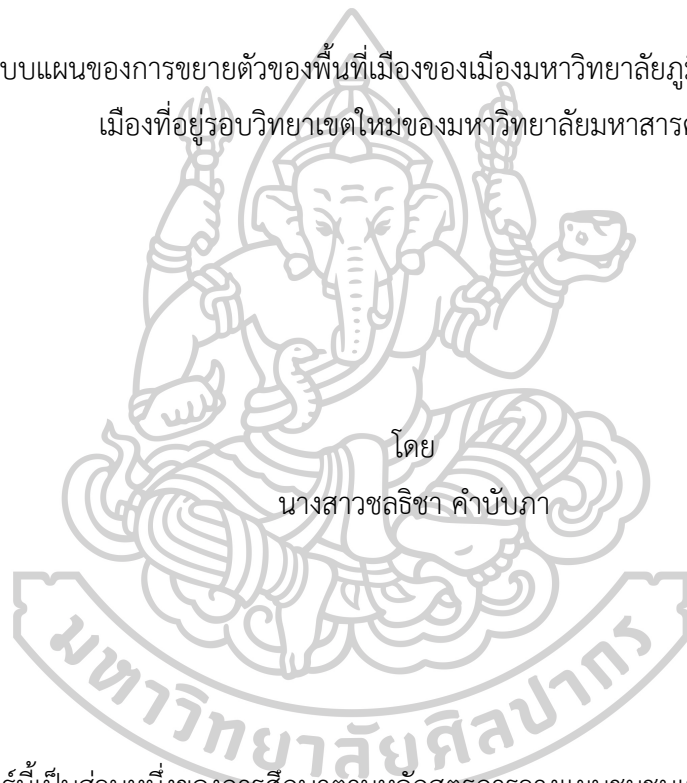 บบแผนของการขยายตัวของพื้นที่เมืองของเมืองมหาวิทยาลัยภูมิ
เมืองที่อยู่รอบวิทยาเขตใหม่ของมหาวิทยาลัยมหาสารค
โดย
นางสาวชลธิชา คำบับภา
มหาวิทยาลัยศิลปากร